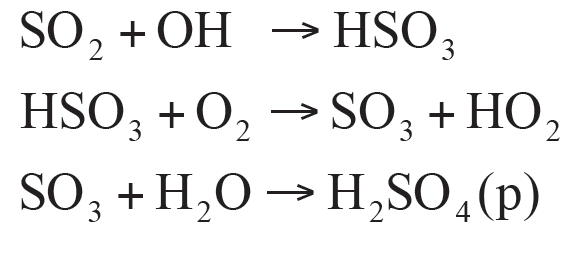 SO₂ + OH → HSO₃
HSO₃ + O₂ → SO₃ + HO₂
SO₃ + H₂O → H₂SO₄(p)